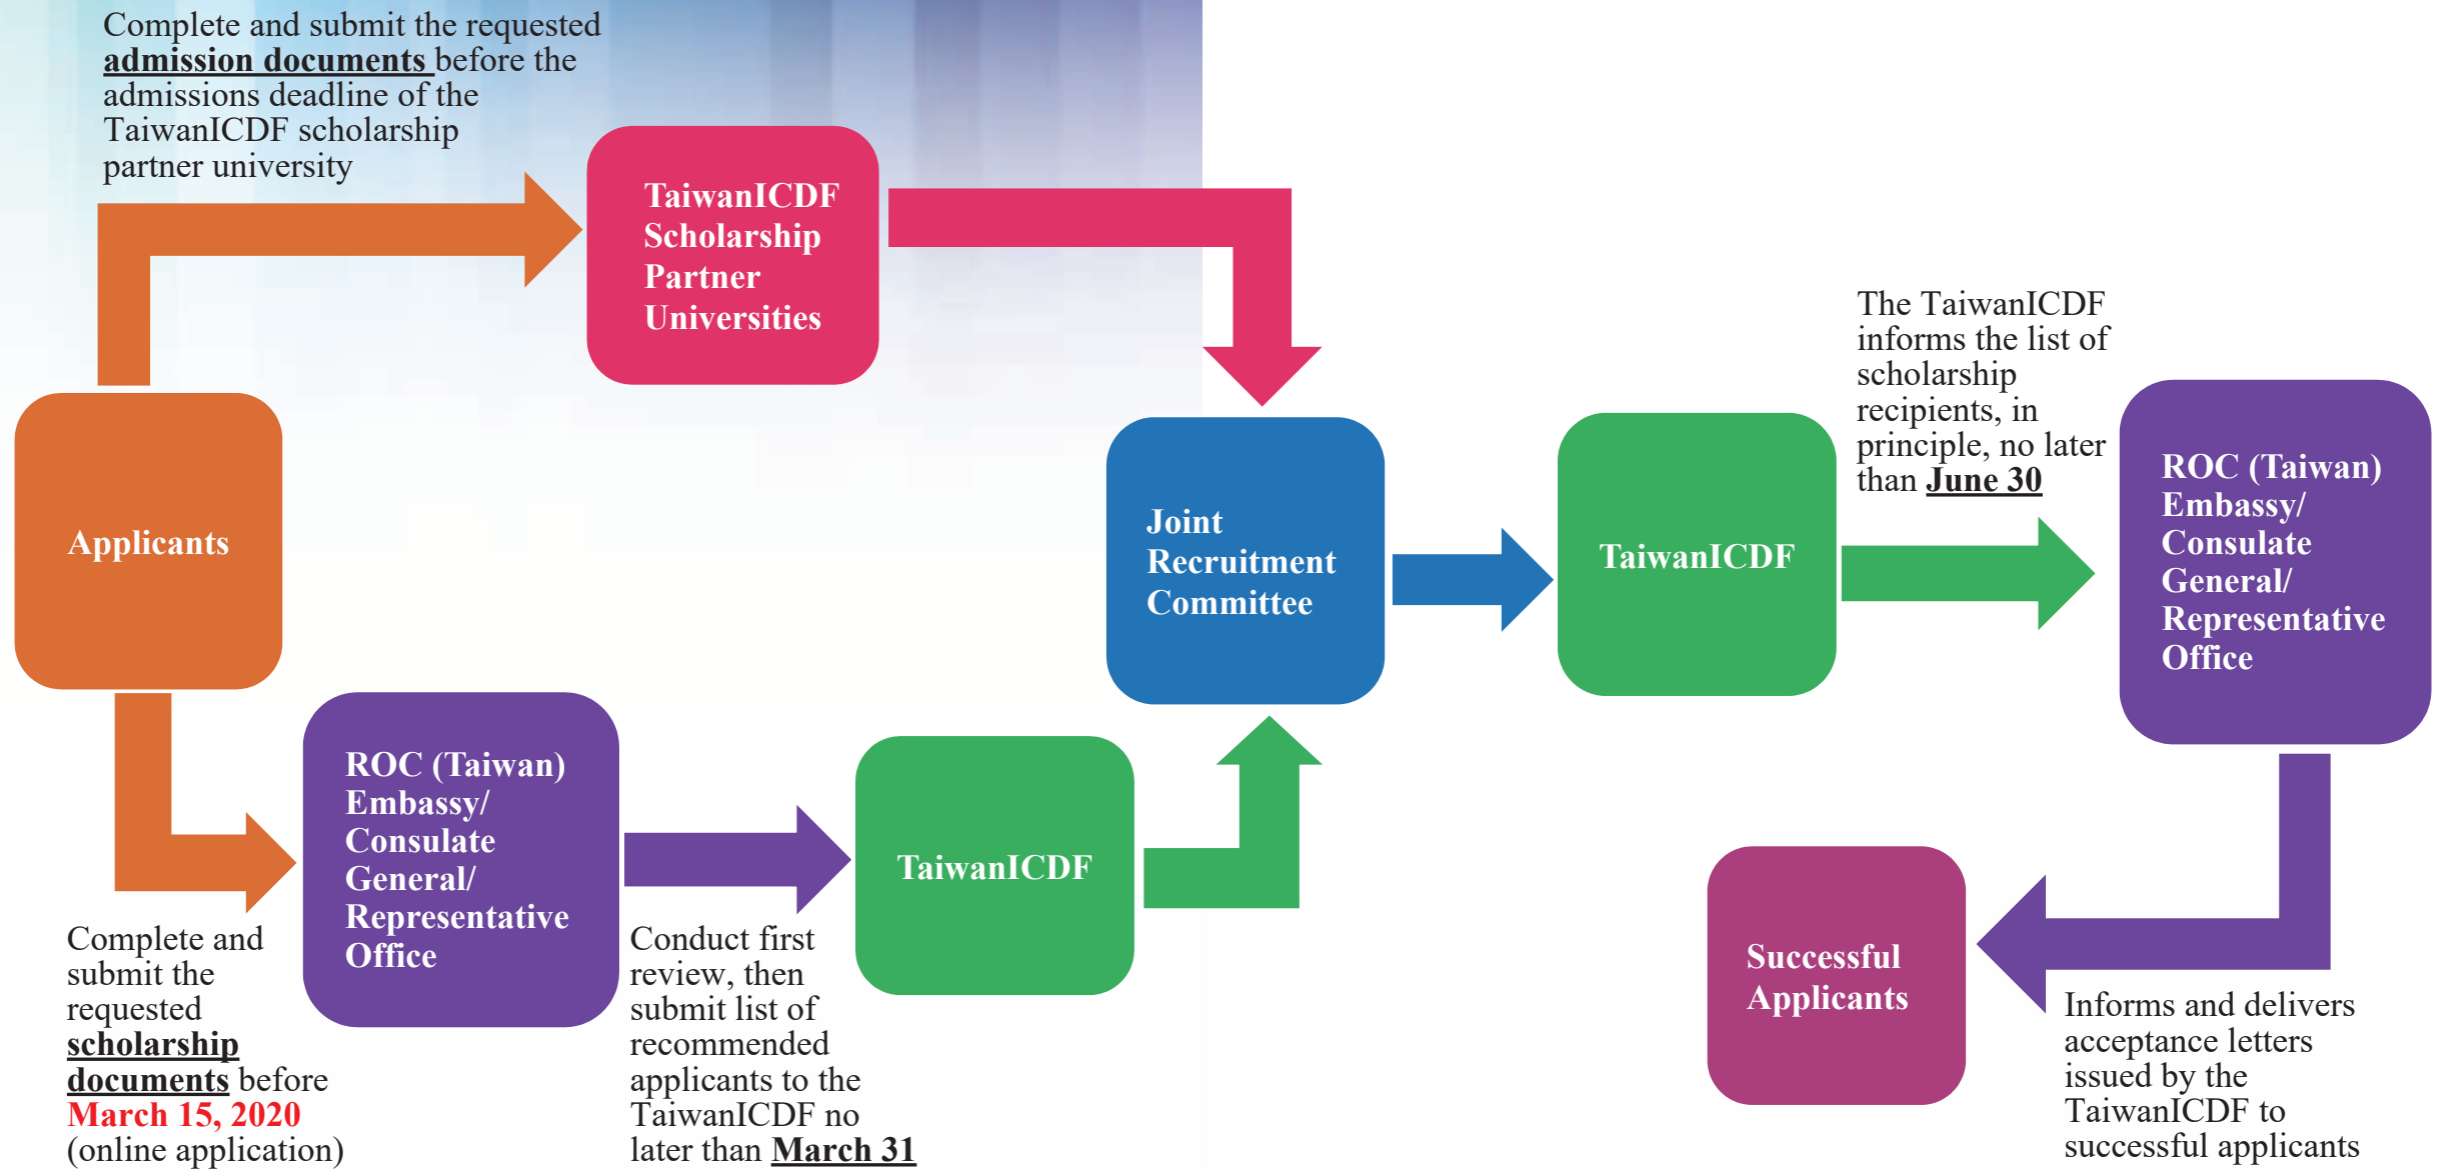 Complete and submit the requested
admission documents before the
admissions deadline of the
TaiwanICDF scholarship
partner university
TaiwanICDF
Scholarship
Partner
Universities
Applicants
ROC (Taiwan)
Embassy/
Consulate
General/
Representative
Office
Complete and
submit the
requested
scholarship
documents before
March 15, 2020
(online application)
Conduct first
review, then
submit list of
recommended
applicants to the
TaiwanICDF no
later than March 31
TaiwanICDF
Joint
Recruitment
Committee
TaiwanICDF
The TaiwanICDF
informs the list of
scholarship
recipients, in
principle, no later
than June 30
ROC (Taiwan)
Embassy/
Consulate
General/
Representative
Office
Informs and delivers
acceptance letters
issued by the
TaiwanICDF to
successful applicants
Successful
Applicants